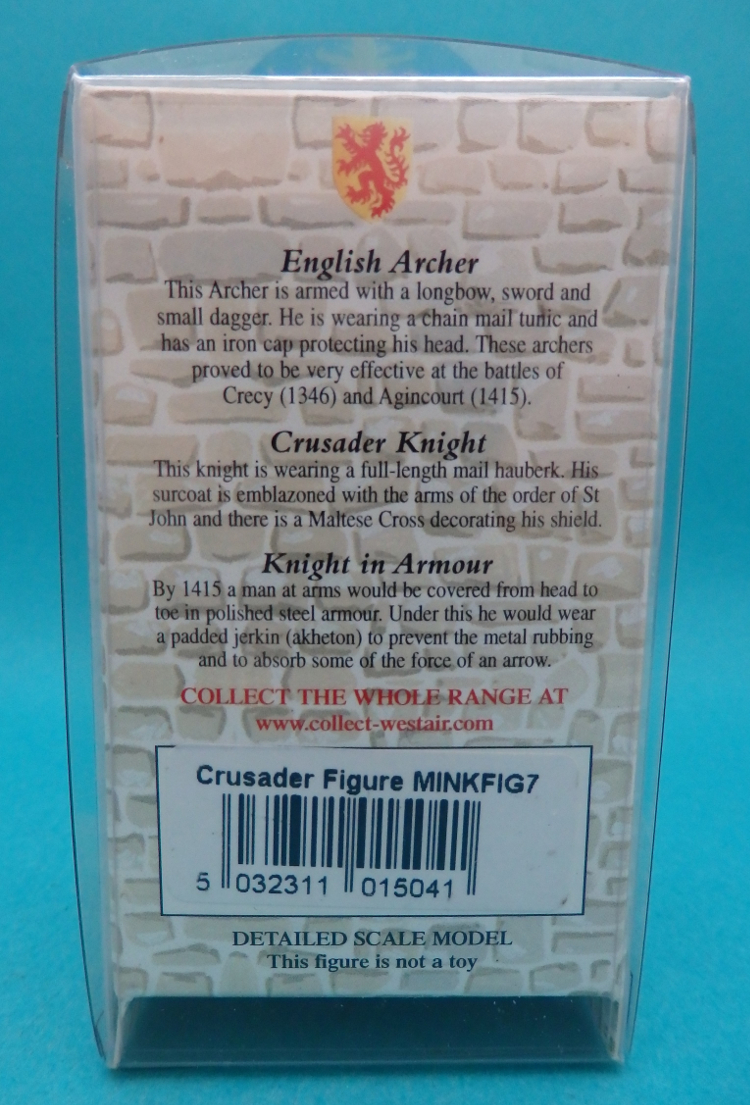 English Archer
This Archer is armed with a longbow, sword and
small dagger. He is wearing a chain mail tunic and
has an iron cap protecting his head. These archers
proved to be very effective at the battles of
Crecy (1346) and Agincourt (1415).
Crusader Knight
This knight is wearing a full-length mail hauberk. His
surcoat is emblazoned with the arms of the order of St
John and there is a Maltese Cross decorating his shield.
Knight in Armour
By 1415 a man at arms would be covered from head to
toe in polished steel armour. Under this he would wear
a padded jerkin (akheton) to prevent the metal rubbing
and to absorb some of the force of an arrow.
COLLECT THE WHOLE RANGE AT
www.collect-westair.com
Crusader Figure MINKFIG7
5 032311 015041
DETAILED SCALE MODEL
This figure is not a toy